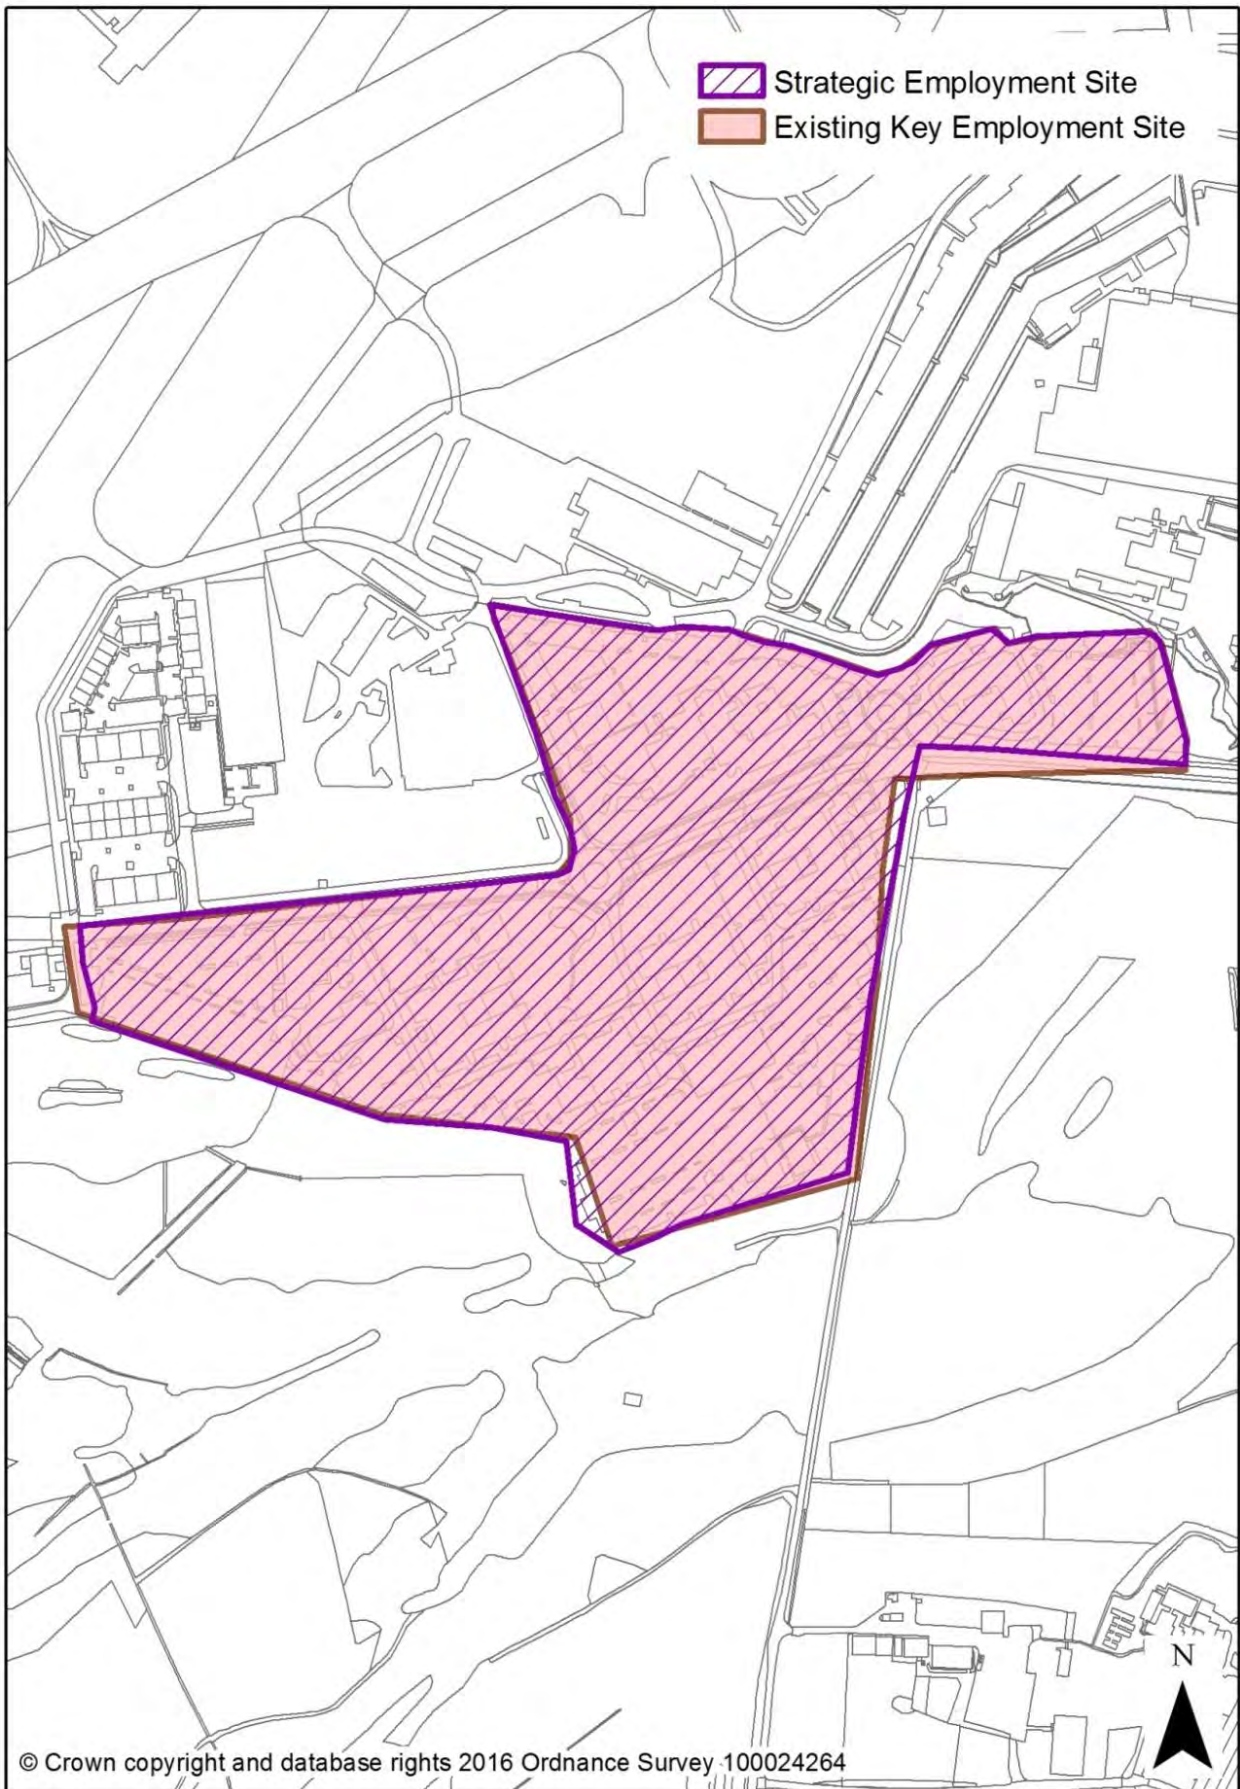 Strategic Employment Site
Existing Key Employment Site
N
© Crown copyright and database rights 2016 Ordnance Survey 100024264